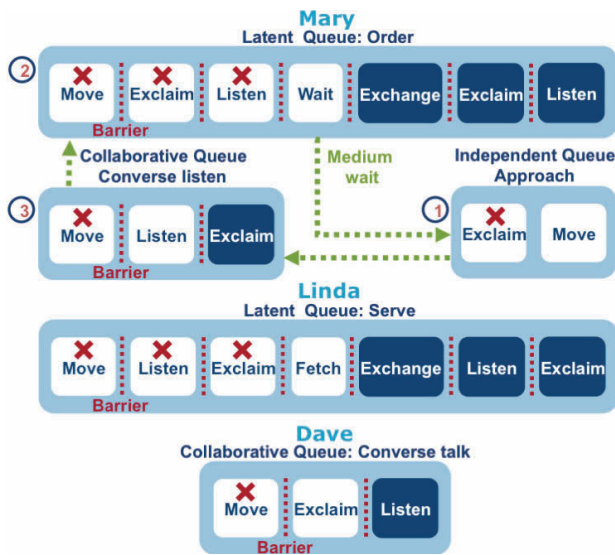 Mary
Latent Queue: Order
2
Move Exclaim Listen Wait Exchange Exclaim Listen
Barrier
Collaborative Queue
Converse listen
Medium
wait
Independent Queue
Approach
3
Move Listen Exclaim
Barrier
1
Exclaim Move
Linda
Latent Queue: Serve
Move Listen Exclaim Fetch Exchange Listen Exclaim
Barrier
Dave
Collaborative Queue: Converse talk
Move Exclaim Listen
Barrier